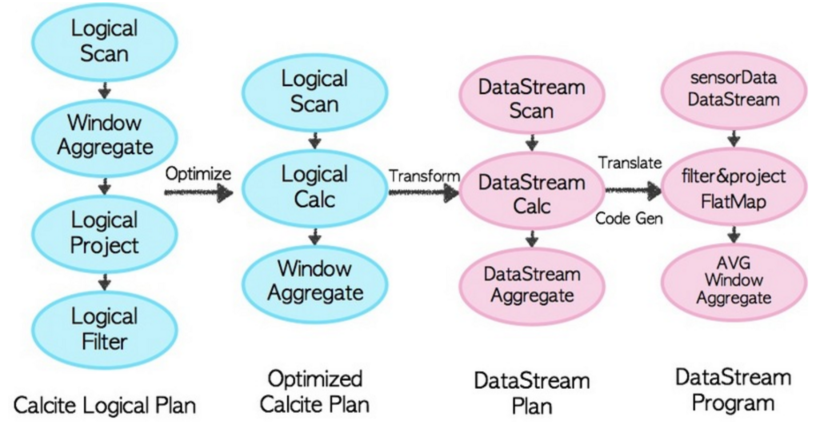 Logical
Scan
Window
Aggregate
Logical
Project
Logical
Filter
Calcite Logical Plan
Optimize
Logical
Scan
Logical
Calc
Window
Aggregate
Optimized
Calcite Plan
Transform
DataStream
Scan
DataStream
Calc
DataStream
Aggregate
DataStream
Plan
Translate
Code Gen
sensorData
DataStream
filter&project
FlatMap
AVG
Window
Aggregate
DataStream
Program